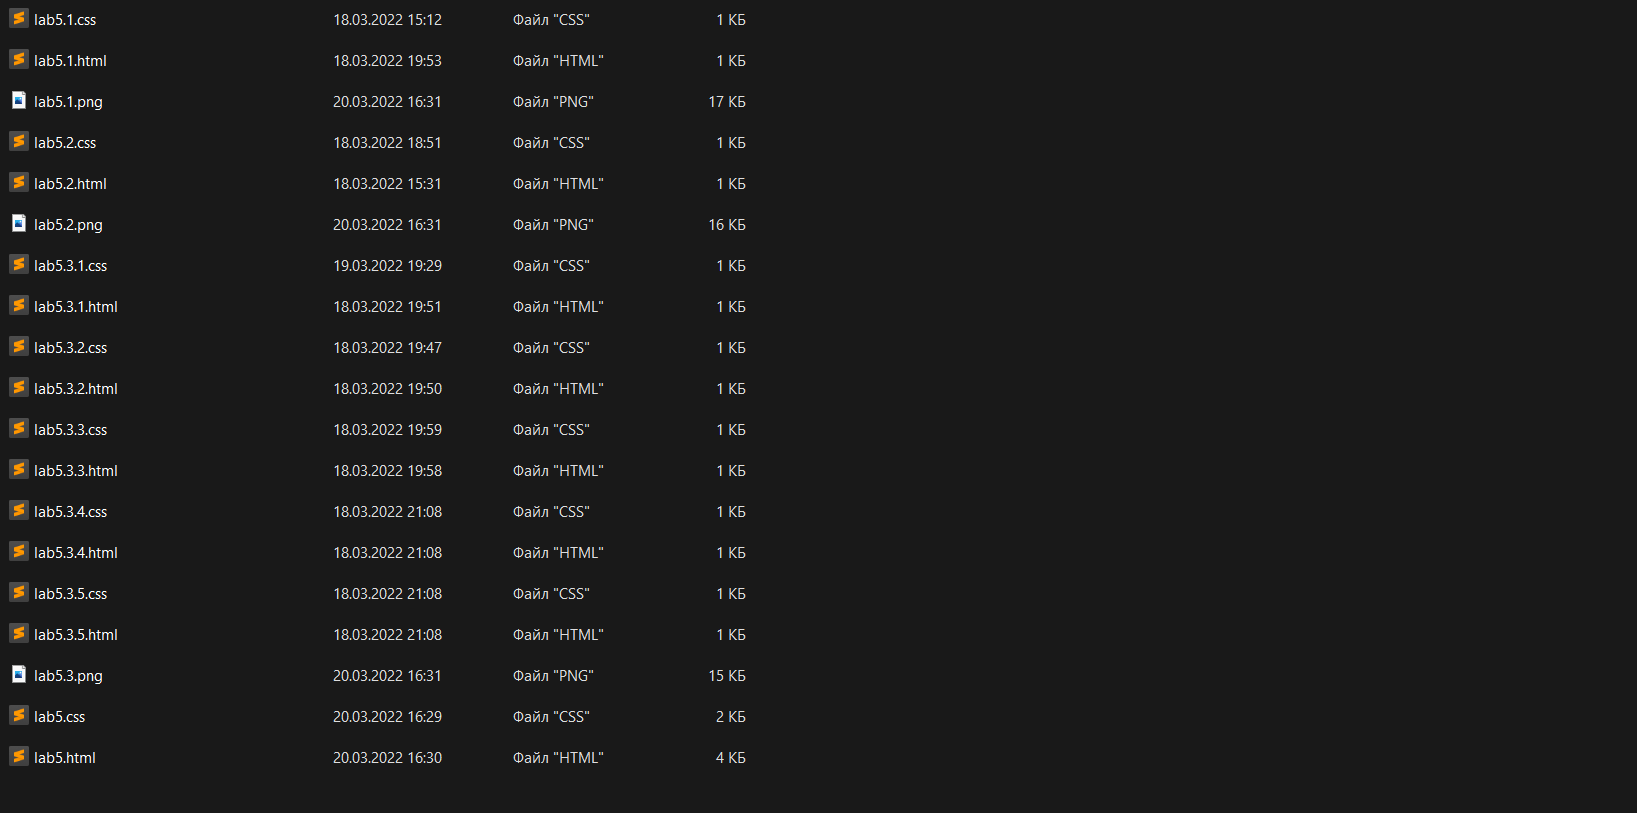 lab5.1.css 18.03.2022 15:12 Файл "CSS" 1 КБ
lab5.1.html 18.03.2022 19:53 Файл "HTML" 1 КБ
lab5.1.png 20.03.2022 16:31 Файл "PNG" 17 КБ
lab5.2.css 18.03.2022 18:51 Файл "CSS" 1 КБ
lab5.2.html 18.03.2022 15:31 Файл "HTML" 1 КБ
lab5.2.png 20.03.2022 16:31 Файл "PNG" 16 КБ
lab5.3.1.css 19.03.2022 19:29 Файл "CSS" 1 КБ
lab5.3.1.html 18.03.2022 19:51 Файл "HTML" 1 КБ
lab5.3.2.css 18.03.2022 19:47 Файл "CSS" 1 КБ
lab5.3.2.html 18.03.2022 19:50 Файл "HTML" 1 КБ
lab5.3.3.css 18.03.2022 19:59 Файл "CSS" 1 КБ
lab5.3.3.html 18.03.2022 19:58 Файл "HTML" 1 КБ
lab5.3.4.css 18.03.2022 21:08 Файл "CSS" 1 КБ
lab5.3.4.html 18.03.2022 21:08 Файл "HTML" 1 КБ
lab5.3.5.css 18.03.2022 21:08 Файл "CSS" 1 КБ
lab5.3.5.html 18.03.2022 21:08 Файл "HTML" 1 КБ
lab5.3.png 20.03.2022 16:31 Файл "PNG" 15 КБ
lab5.css 20.03.2022 16:29 Файл "CSS" 2 КБ
lab5.html 20.03.2022 16:30 Файл "HTML" 4 КБ